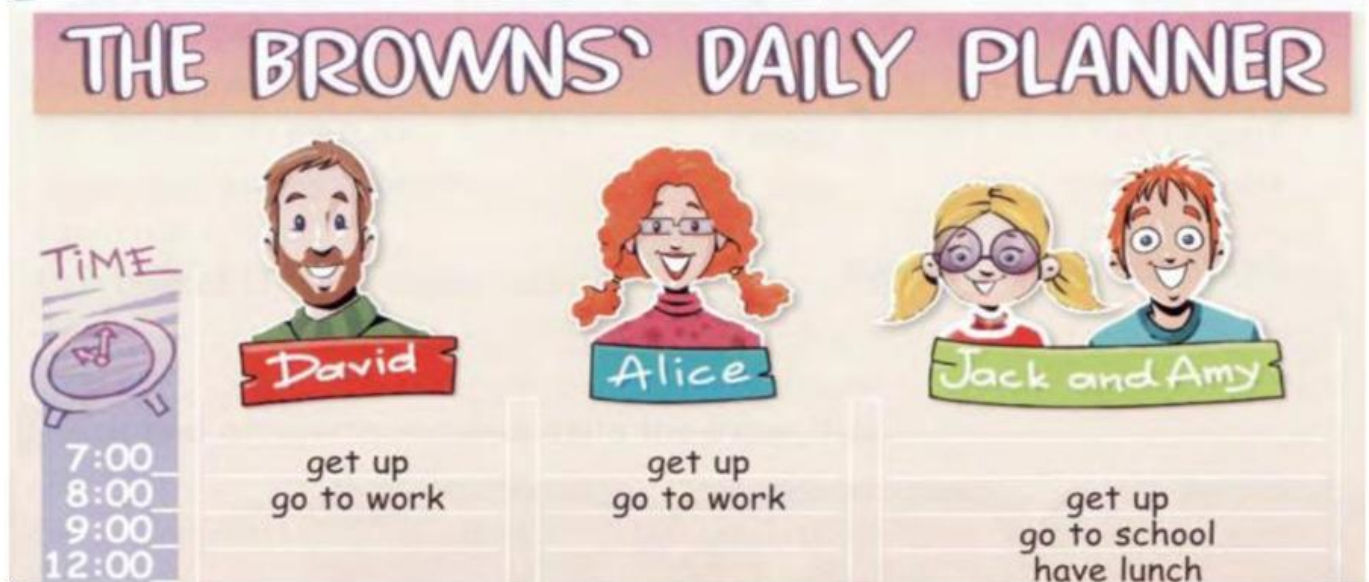 THE BROWNS' DAILY PLANNER
TIME
David
Alice
Jack and Amy
7:00 get up get up
8:00 go to work go to work get up
9:00 go to school
12:00 have lunch